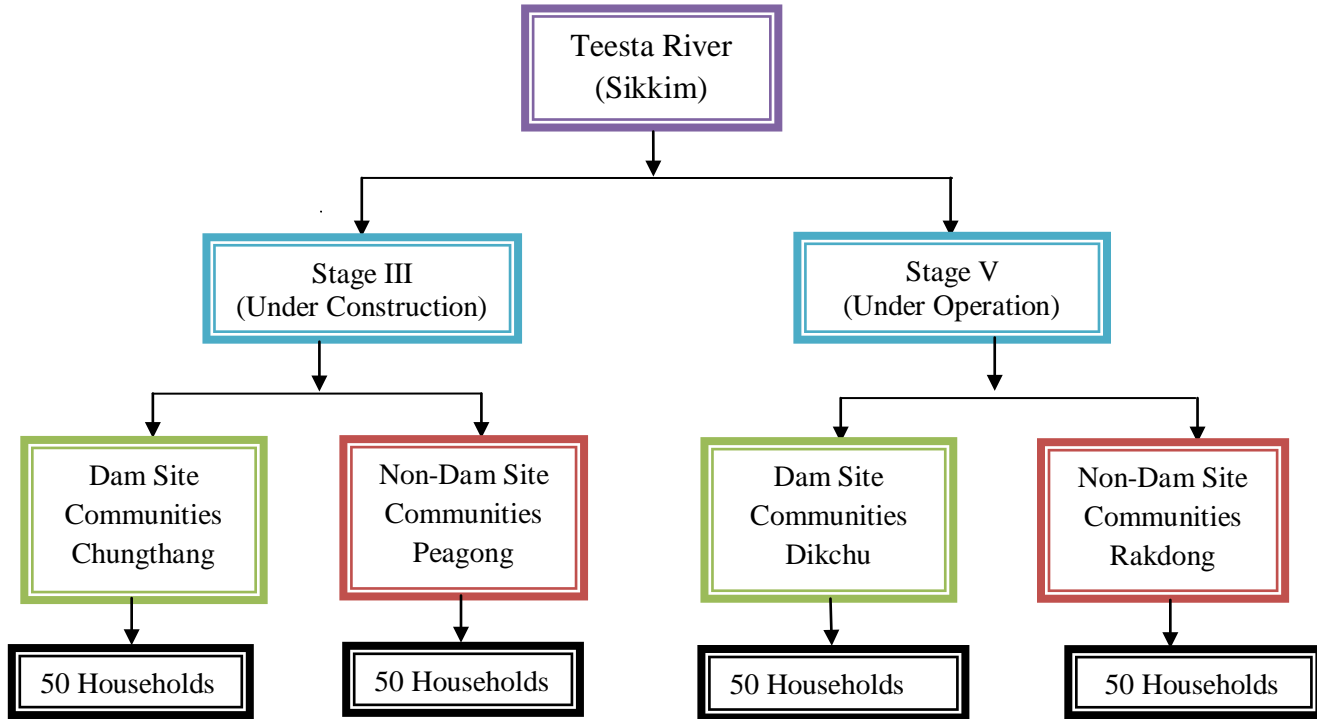 Teesta River
(Sikkim)
Stage III
(Under Construction)
Stage V
(Under Operation)
Dam Site
Communities
Chungthang
Non-Dam Site
Communities
Peagong
Dam Site
Communities
Dikchu
Non-Dam Site
Communities
Rakdong
50 Households
50 Households
50 Households
50 Households